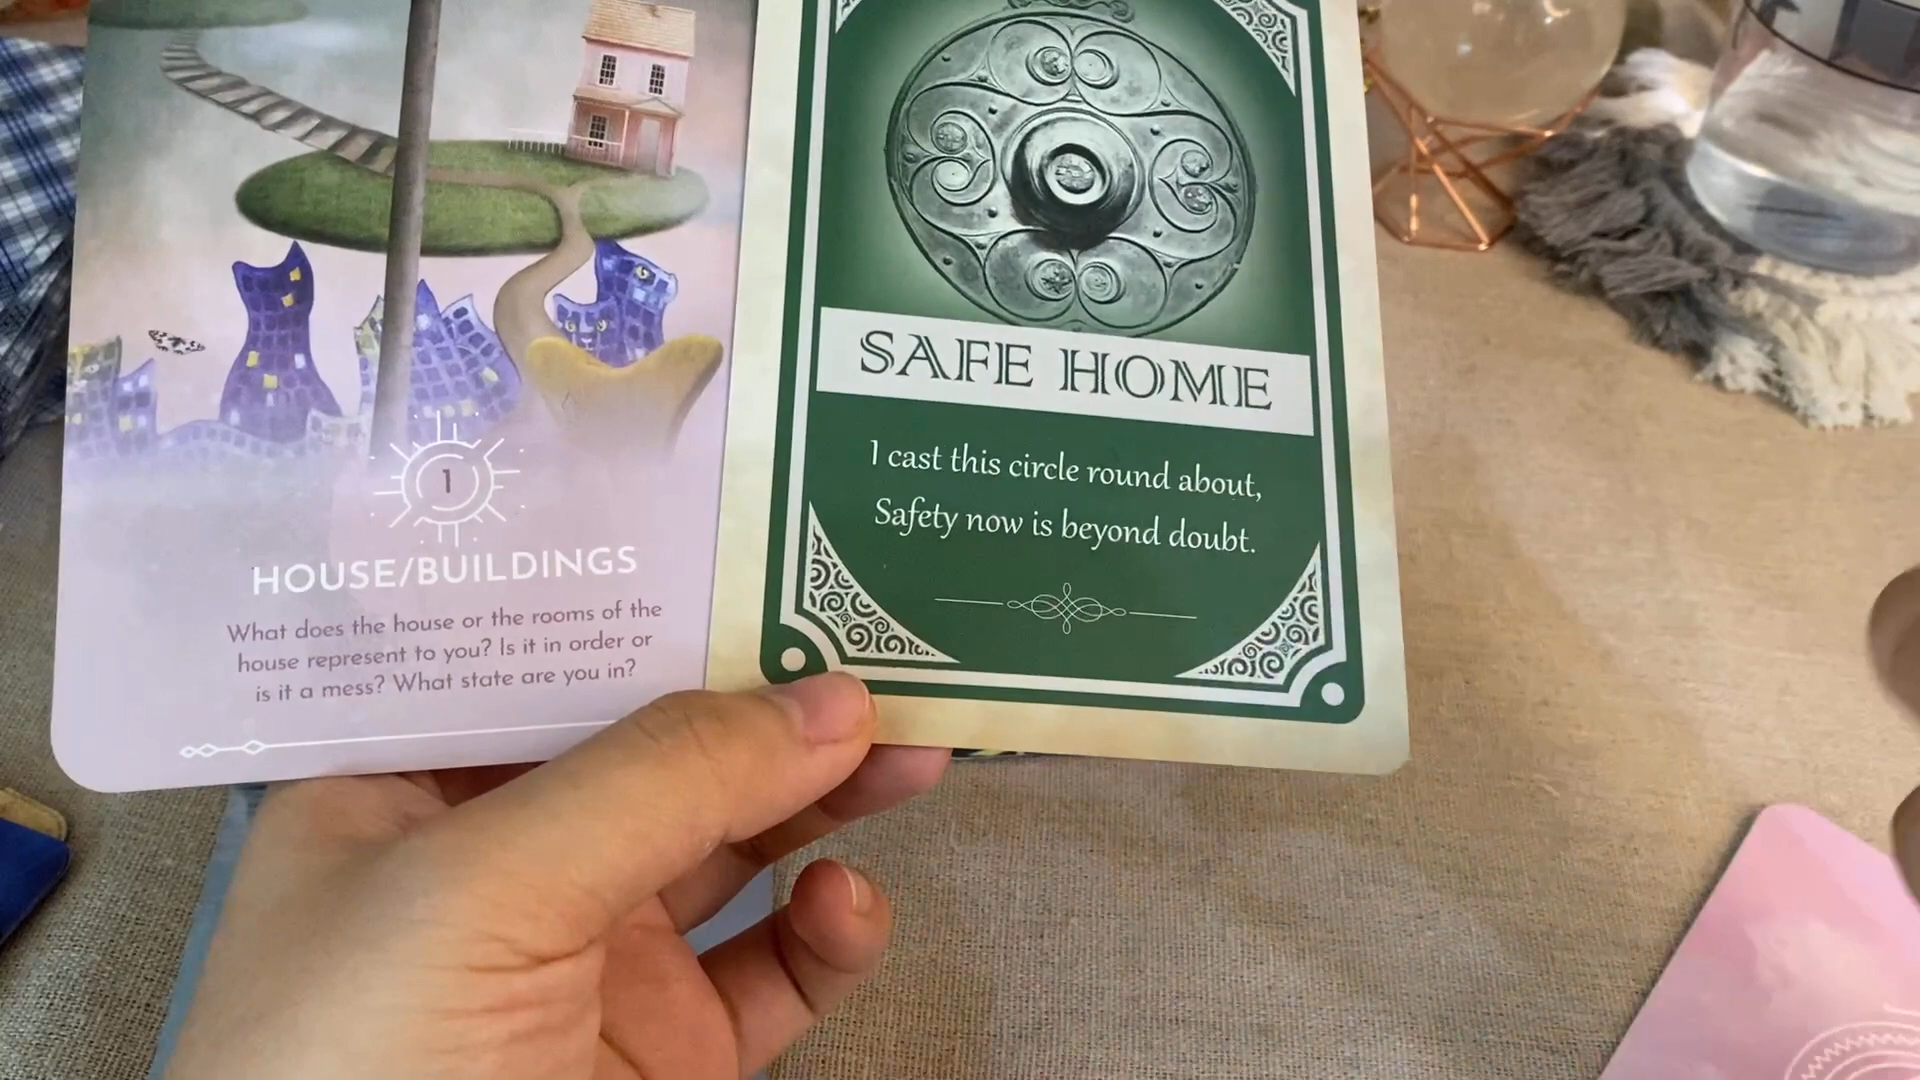 1
HOUSE/BUILDINGS
What does the house or the rooms of the
house represent to you? Is it in order or
is it a mess? What state are you in?
SAFE HOME
I cast this circle round about,
Safety now is beyond doubt.